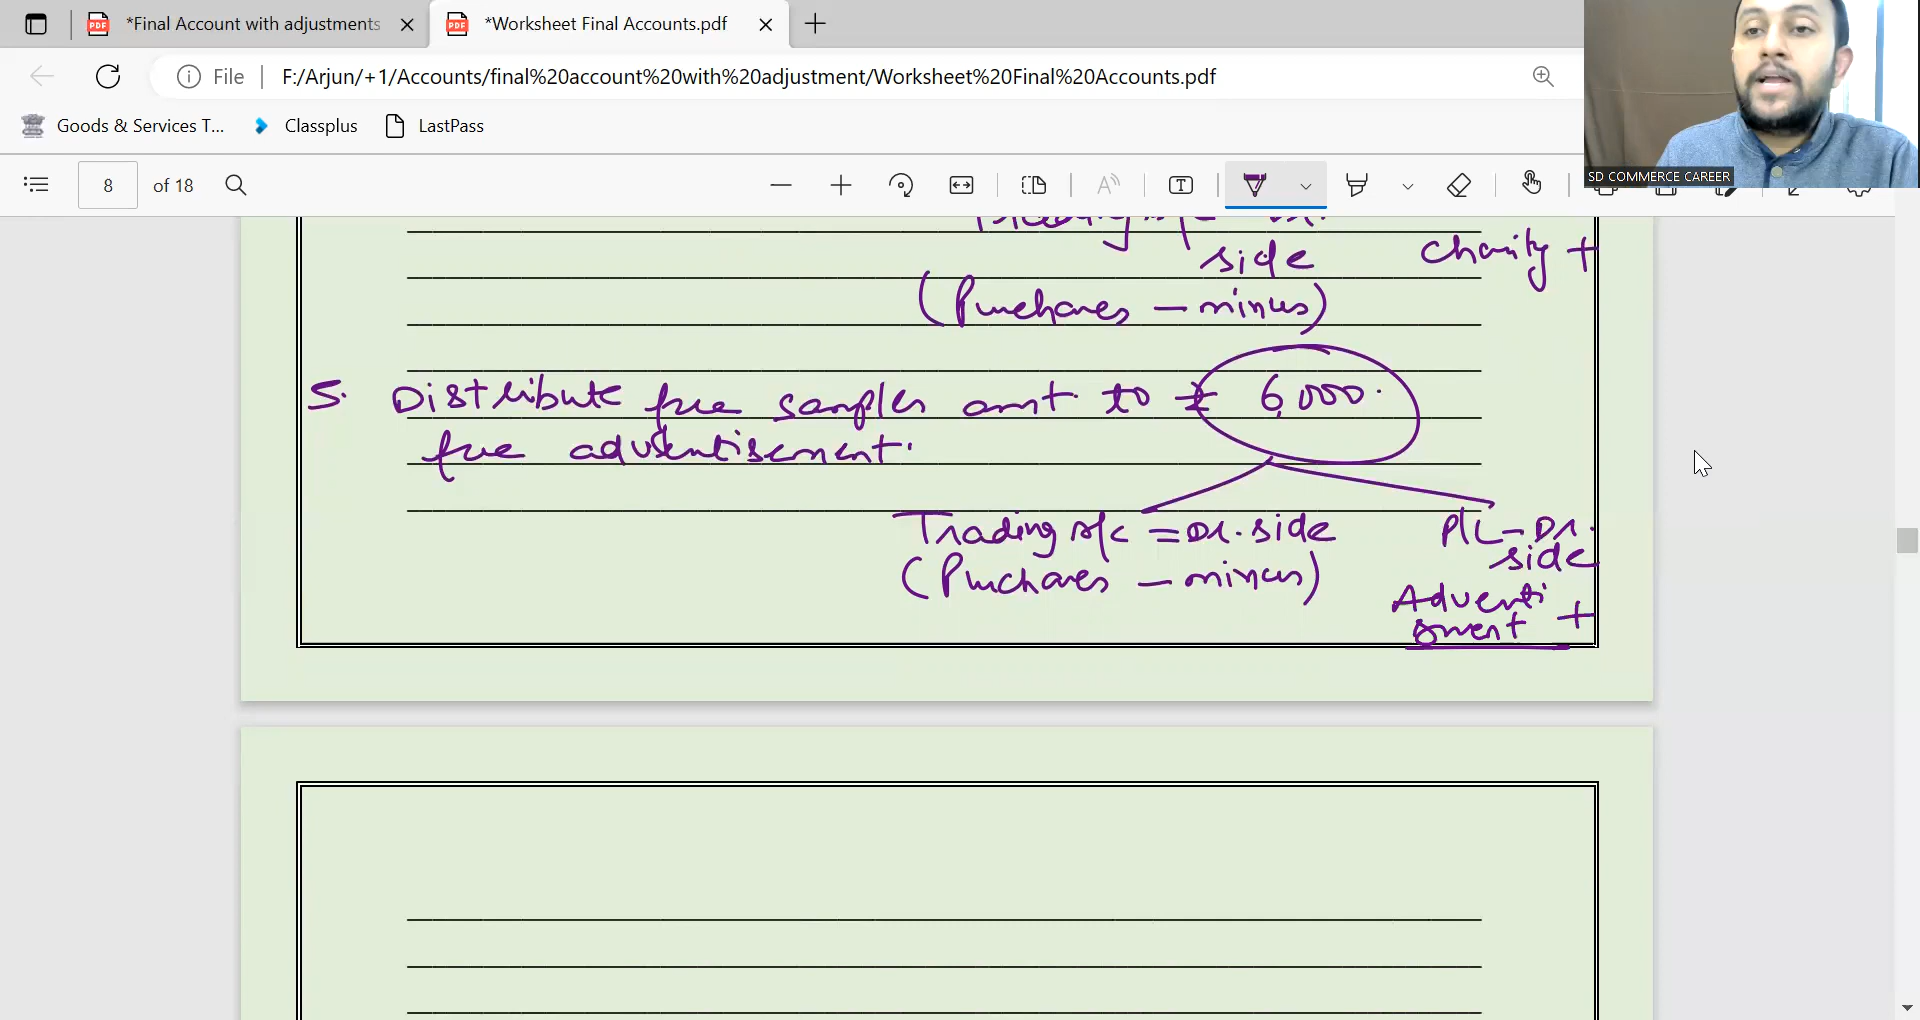 *Final Account with adjustments
*Worksheet Final Accounts.pdf
File
F:/Arjun/+1/Accounts/final%20account%20with%20adjustment/Worksheet%20Final%20Accounts.pdf
Goods & Services T...
Classplus
LastPass
SD COMMERCE CAREER
8
of 18
side
charity +
(Purchases – minus)
5. Distribute free samples amt. to ₹ 6,000.
free advertisement.
Trading a/c = Dr. side
P/L – Dr. side
(Purchases – minus)
Adverti
sment +